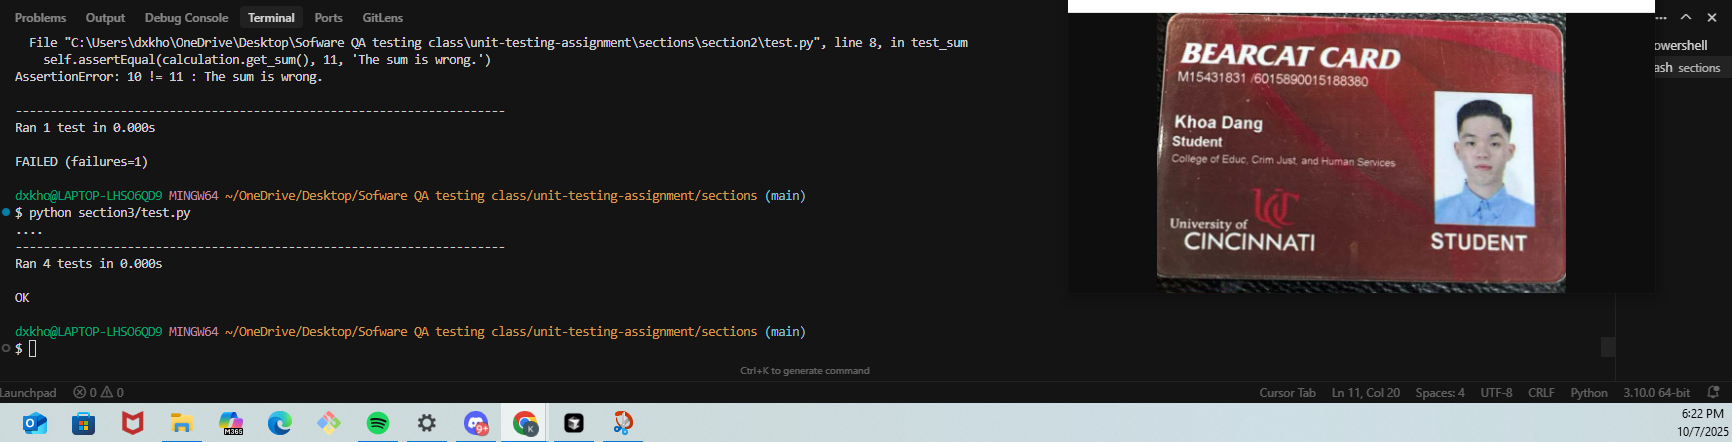 Problems Output Debug Console Terminal Ports GitLens
File "C:\Users\dxkho\OneDrive\Desktop\Sofware QA testing class\unit-testing-assignment\sections\section2\test.py", line 8, in test_sum
self.assertEqual(calculation.get_sum(), 11, 'The sum is wrong.')
AssertionError: 10 != 11 : The sum is wrong.
----------------------------------------------------------------------
Ran 1 test in 0.000s
FAILED (failures=1)
dxkho@LAPTOP-LHSO6QD9 MINGW64 ~/OneDrive/Desktop/Sofware QA testing class/unit-testing-assignment/sections (main)
$ python section3/test.py
....
----------------------------------------------------------------------
Ran 4 tests in 0.000s
OK
dxkho@LAPTOP-LHSO6QD9 MINGW64 ~/OneDrive/Desktop/Sofware QA testing class/unit-testing-assignment/sections (main)
$
Ctrl+K to generate command
BEARCAT CARD
M15431831 /6015890015188380
Khoa Dang
Student
College of Educ, Crim Just, and Human Services
UC
University of
CINCINNATI
STUDENT
owershell
ash sections
Launchpad 0 0 Cursor Tab Ln 11, Col 20 Spaces: 4 UTF-8 CRLF Python 3.10.0 64-bit
M365
9+
K
6:22 PM
10/7/2025